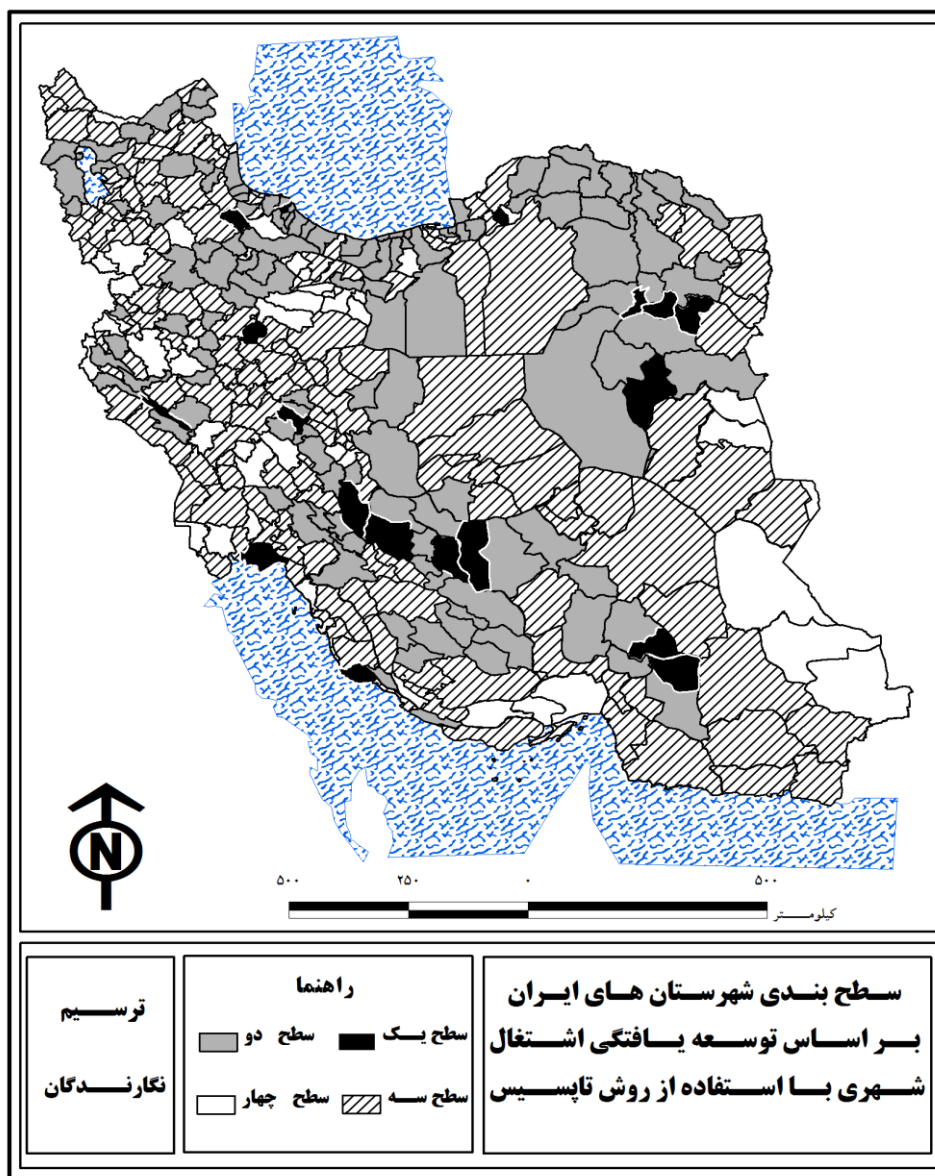 N
۵۰۰ ۲۵۰ ۰ ۵۰۰
کیلومتر
سطح بندی شهرستان های ایران
بر اساس توسعه یافتگی اشتغال
شهری با استفاده از روش تاپسیس
راهنما
سطح یک سطح دو
سطح سه سطح چهار
ترسیم
نگارندگان